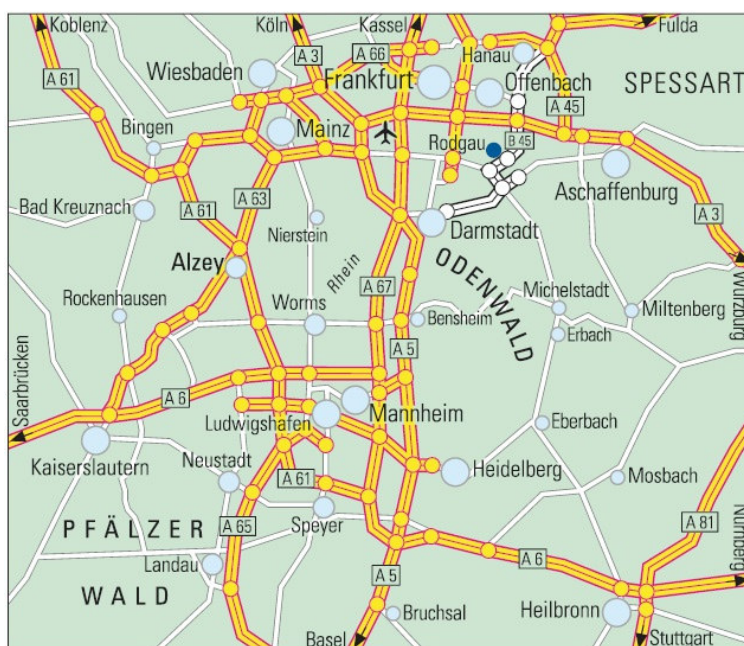 Koblenz
Köln
Kassel
Fulda
A 3
A 66
Hanau
A 61
Wiesbaden
Frankfurt
Offenbach
SPESSART
A 45
Mainz
Bingen
Rodgau
B 45
Aschaffenburg
Bad Kreuznach
A 61
A 63
Nierstein
Darmstadt
A 3
Alzey
Rhein
ODENWALD
Würzburg
A 67
Michelstadt
Miltenberg
Rockenhausen
Worms
Bensheim
Erbach
A 5
Saarbrücken
A 6
Mannheim
Ludwigshafen
Eberbach
Kaiserslautern
Neustadt
Heidelberg
Mosbach
A 61
Nürnberg
PFÄLZER
A 65
Speyer
A 81
Landau
A 6
A 5
WALD
Bruchsal
Heilbronn
Basel
Stuttgart